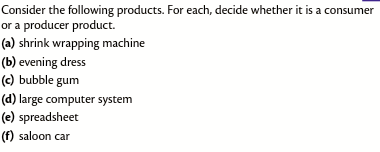 Consider the following products. For each, decide whether it is a consumer
or a producer product.
(a) shrink wrapping machine
(b) evening dress
(c) bubble gum
(d) large computer system
(e) spreadsheet
(f) saloon car